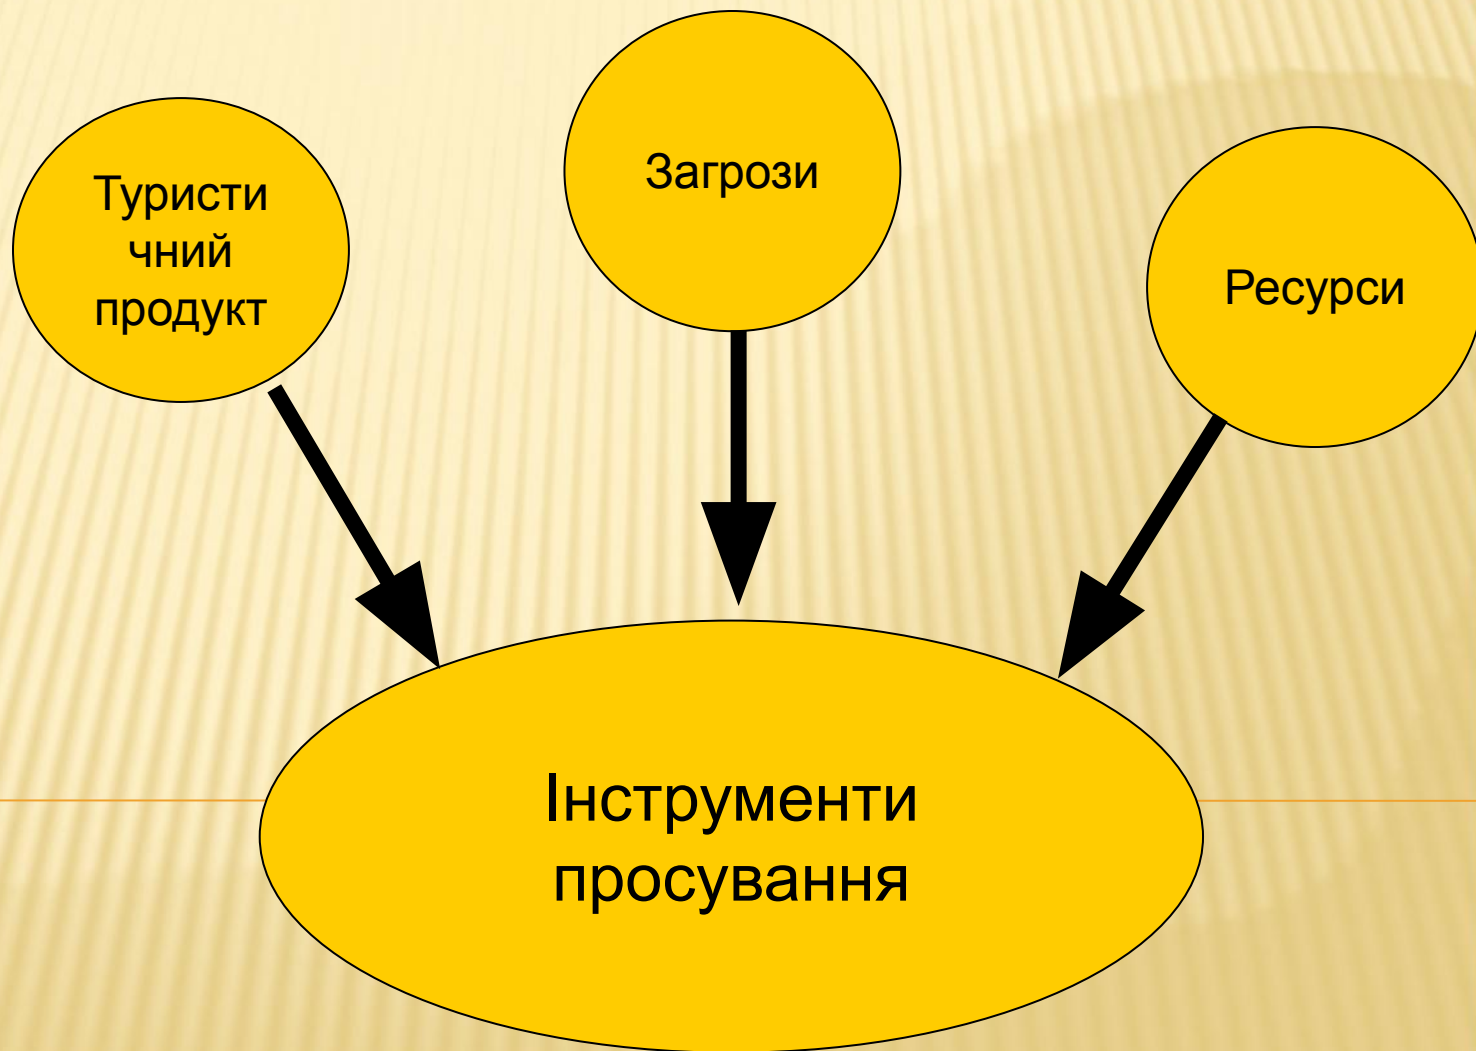 Туристи
чний
продукт
Загрози
Ресурси
Інструменти
просування